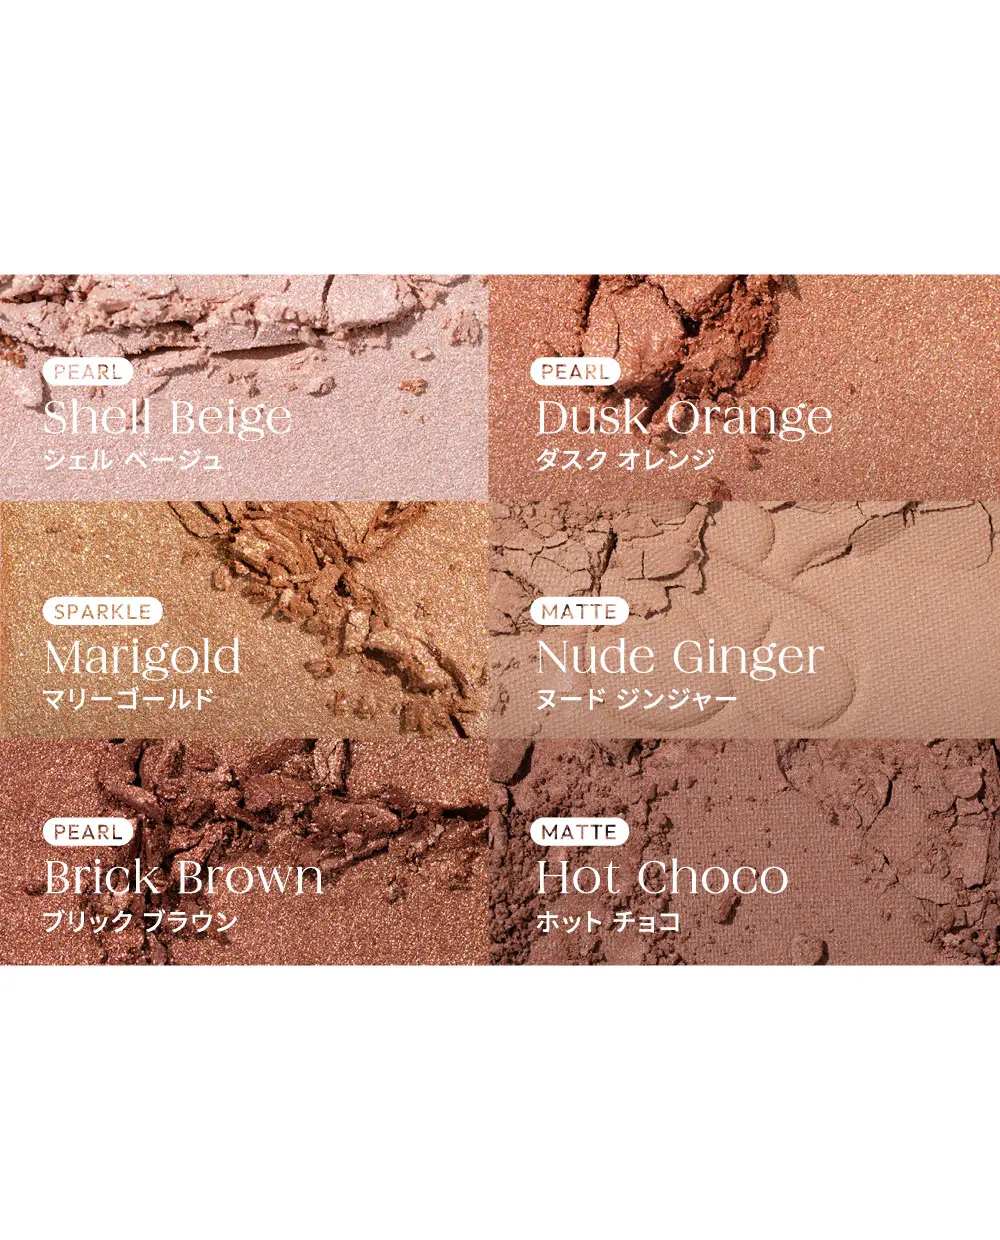 PEARL
Shell Beige
シェル ベージュ
PEARL
Dusk Orange
ダスク オレンジ
SPARKLE
Marigold
マリーゴールド
MATTE
Nude Ginger
ヌード ジンジャー
PEARL
Brick Brown
ブリック ブラウン
MATTE
Hot Choco
ホット チョコ